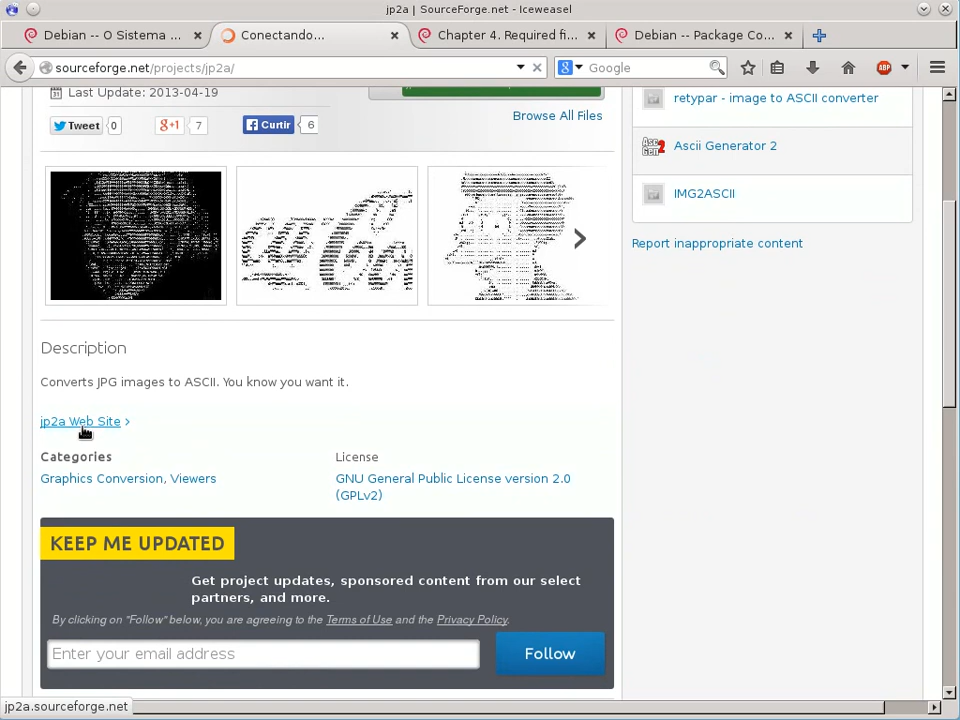 jp2a | SourceForge.net - Iceweasel
Debian -- O Sistema ...
Conectando...
Chapter 4. Required fi...
Debian -- Package Co...
sourceforge.net/projects/jp2a/
Google
Last Update: 2013-04-19
Tweet 0
g+1 7
Curtir 6
Browse All Files
retypar - image to ASCII converter
Ascii Generator 2
IMG2ASCII
Report inappropriate content
Description
Converts JPG images to ASCII. You know you want it.
jp2a Web Site >
Categories
Graphics Conversion, Viewers
License
GNU General Public License version 2.0
(GPLv2)
KEEP ME UPDATED
Get project updates, sponsored content from our select
partners, and more.
By clicking on "Follow" below, you are agreeing to the Terms of Use and the Privacy Policy.
Enter your email address
Follow
jp2a.sourceforge.net